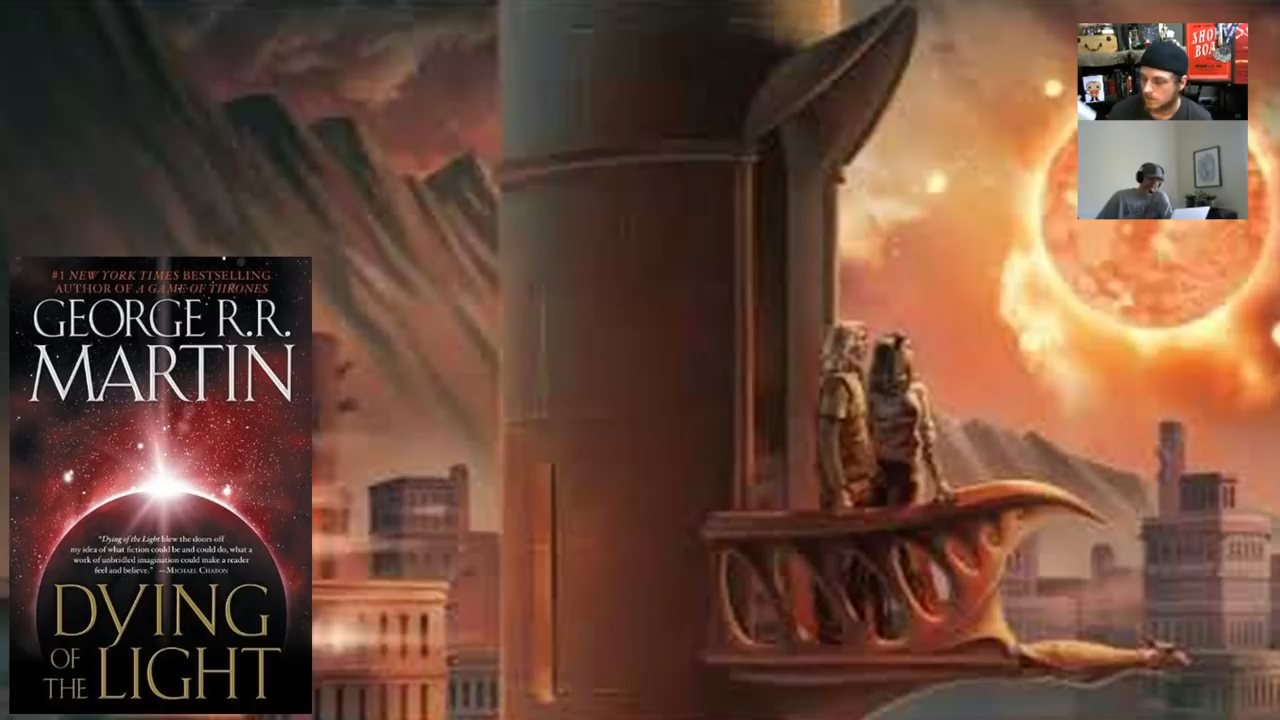 #1 NEW YORK TIMES BESTSELLING
AUTHOR OF A GAME OF THRONES
GEORGE R.R.
MARTIN
"Dying of the Light blew the doors off
my idea of what fiction could be and could do, what a
work of unbridled imagination could make a reader
feel and believe." —MICHAEL CHABON
DYING
OF
THE LIGHT
SHO
BOA